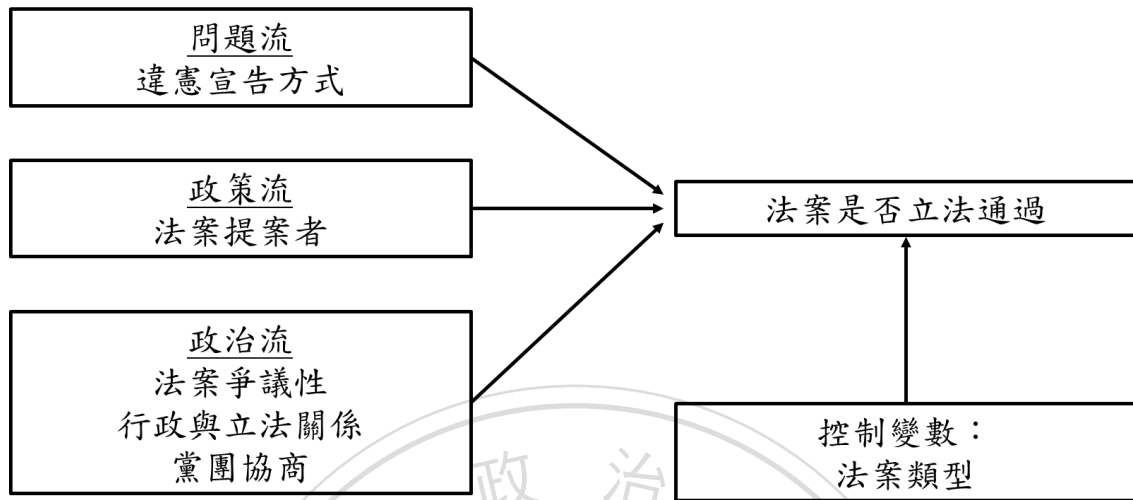 問題流
違憲宣告方式
政策流
法案提案者
法案是否立法通過
政治流
法案爭議性
行政與立法關係
黨團協商
控制變數：
法案類型
政 治